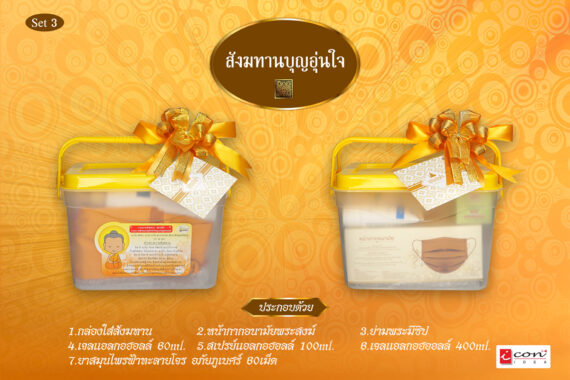 Set 3
สังฆทานบุญอุ่นใจ
ประกอบด้วย
1.กล่องใส่สังฆทาน 2.หน้ากากอนามัยพระสงฆ์ 3.ย่ามพระมีซิป
4.เจลแอลกอฮอลล์ 60ml. 5.สเปรย์แอลกอฮอลล์ 100ml. 6.เจลแอลกอฮอลล์ 400ml.
7.ยาสมุนไพรฟ้าทะลายโจร อภัยภูเบศร์ 60เม็ด
icon
IDEA